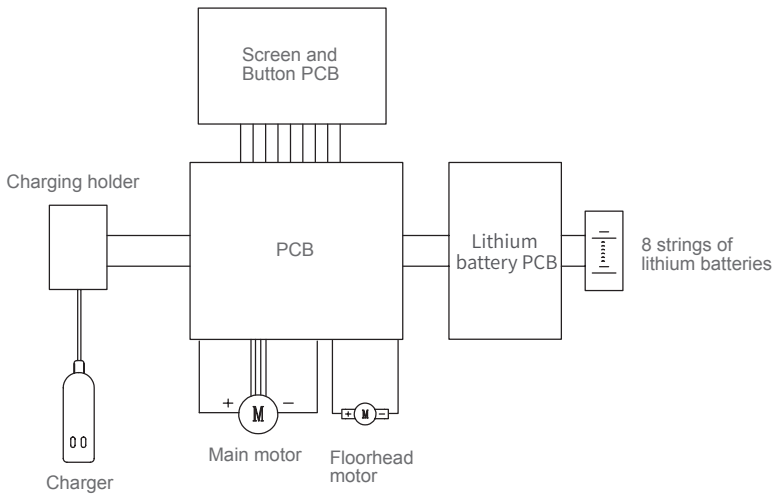 Screen and
Button PCB
Charging holder
PCB
Lithium
battery PCB
8 strings of
lithium batteries
+
M
−
+
M
−
Main motor
Floorhead
motor
Charger